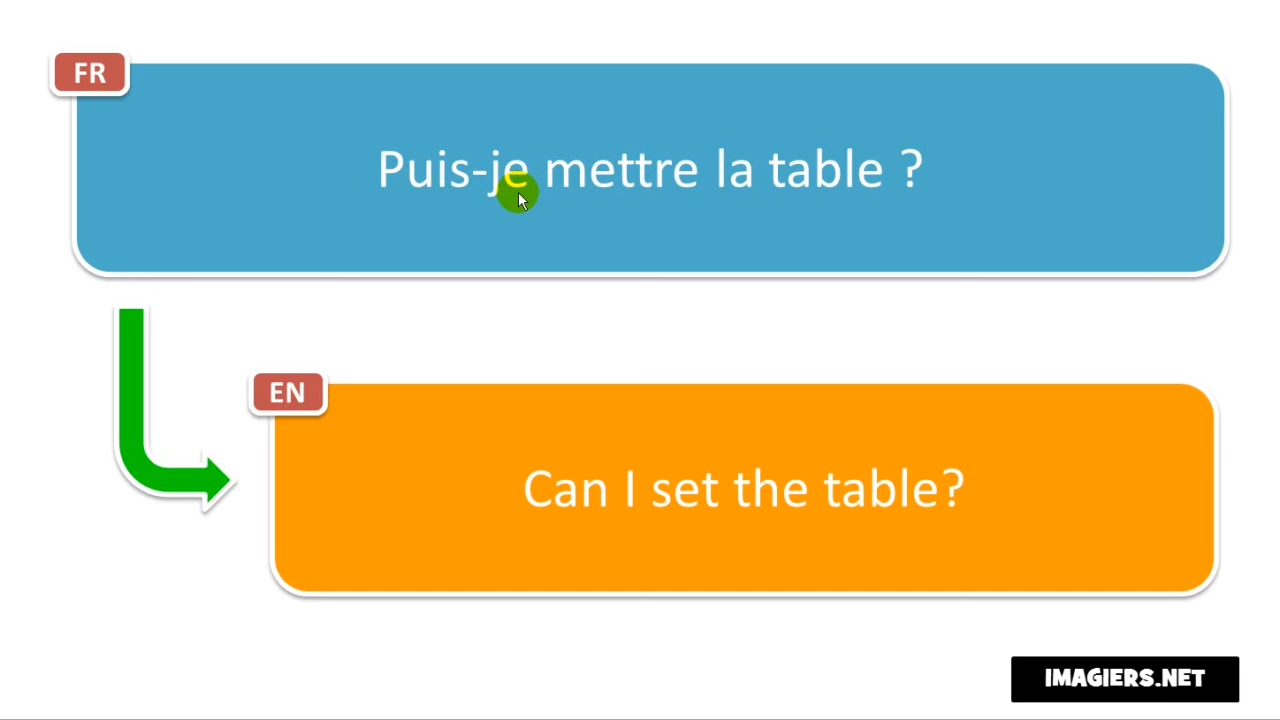 FR
Puis-je mettre la table ?
EN
Can I set the table?
IMAGIERS.NET